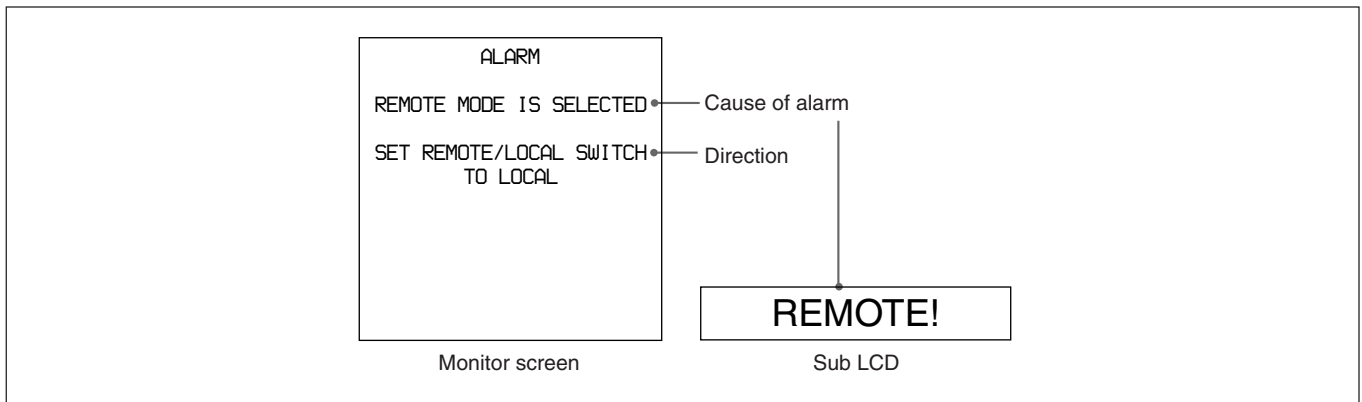 ALARM
REMOTE MODE IS SELECTED
Cause of alarm
SET REMOTE/LOCAL SWITCH
TO LOCAL
Direction
REMOTE!
Monitor screen
Sub LCD